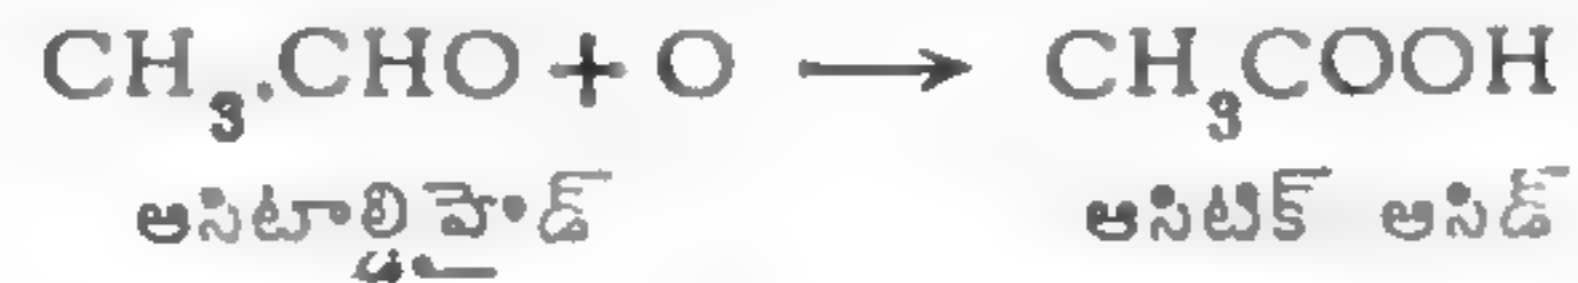 CH₃.CHO + O ⟶ CH₃COOH
ఆసిటాల్డిహైడ్ ఆసిటిక్ ఆసిడ్